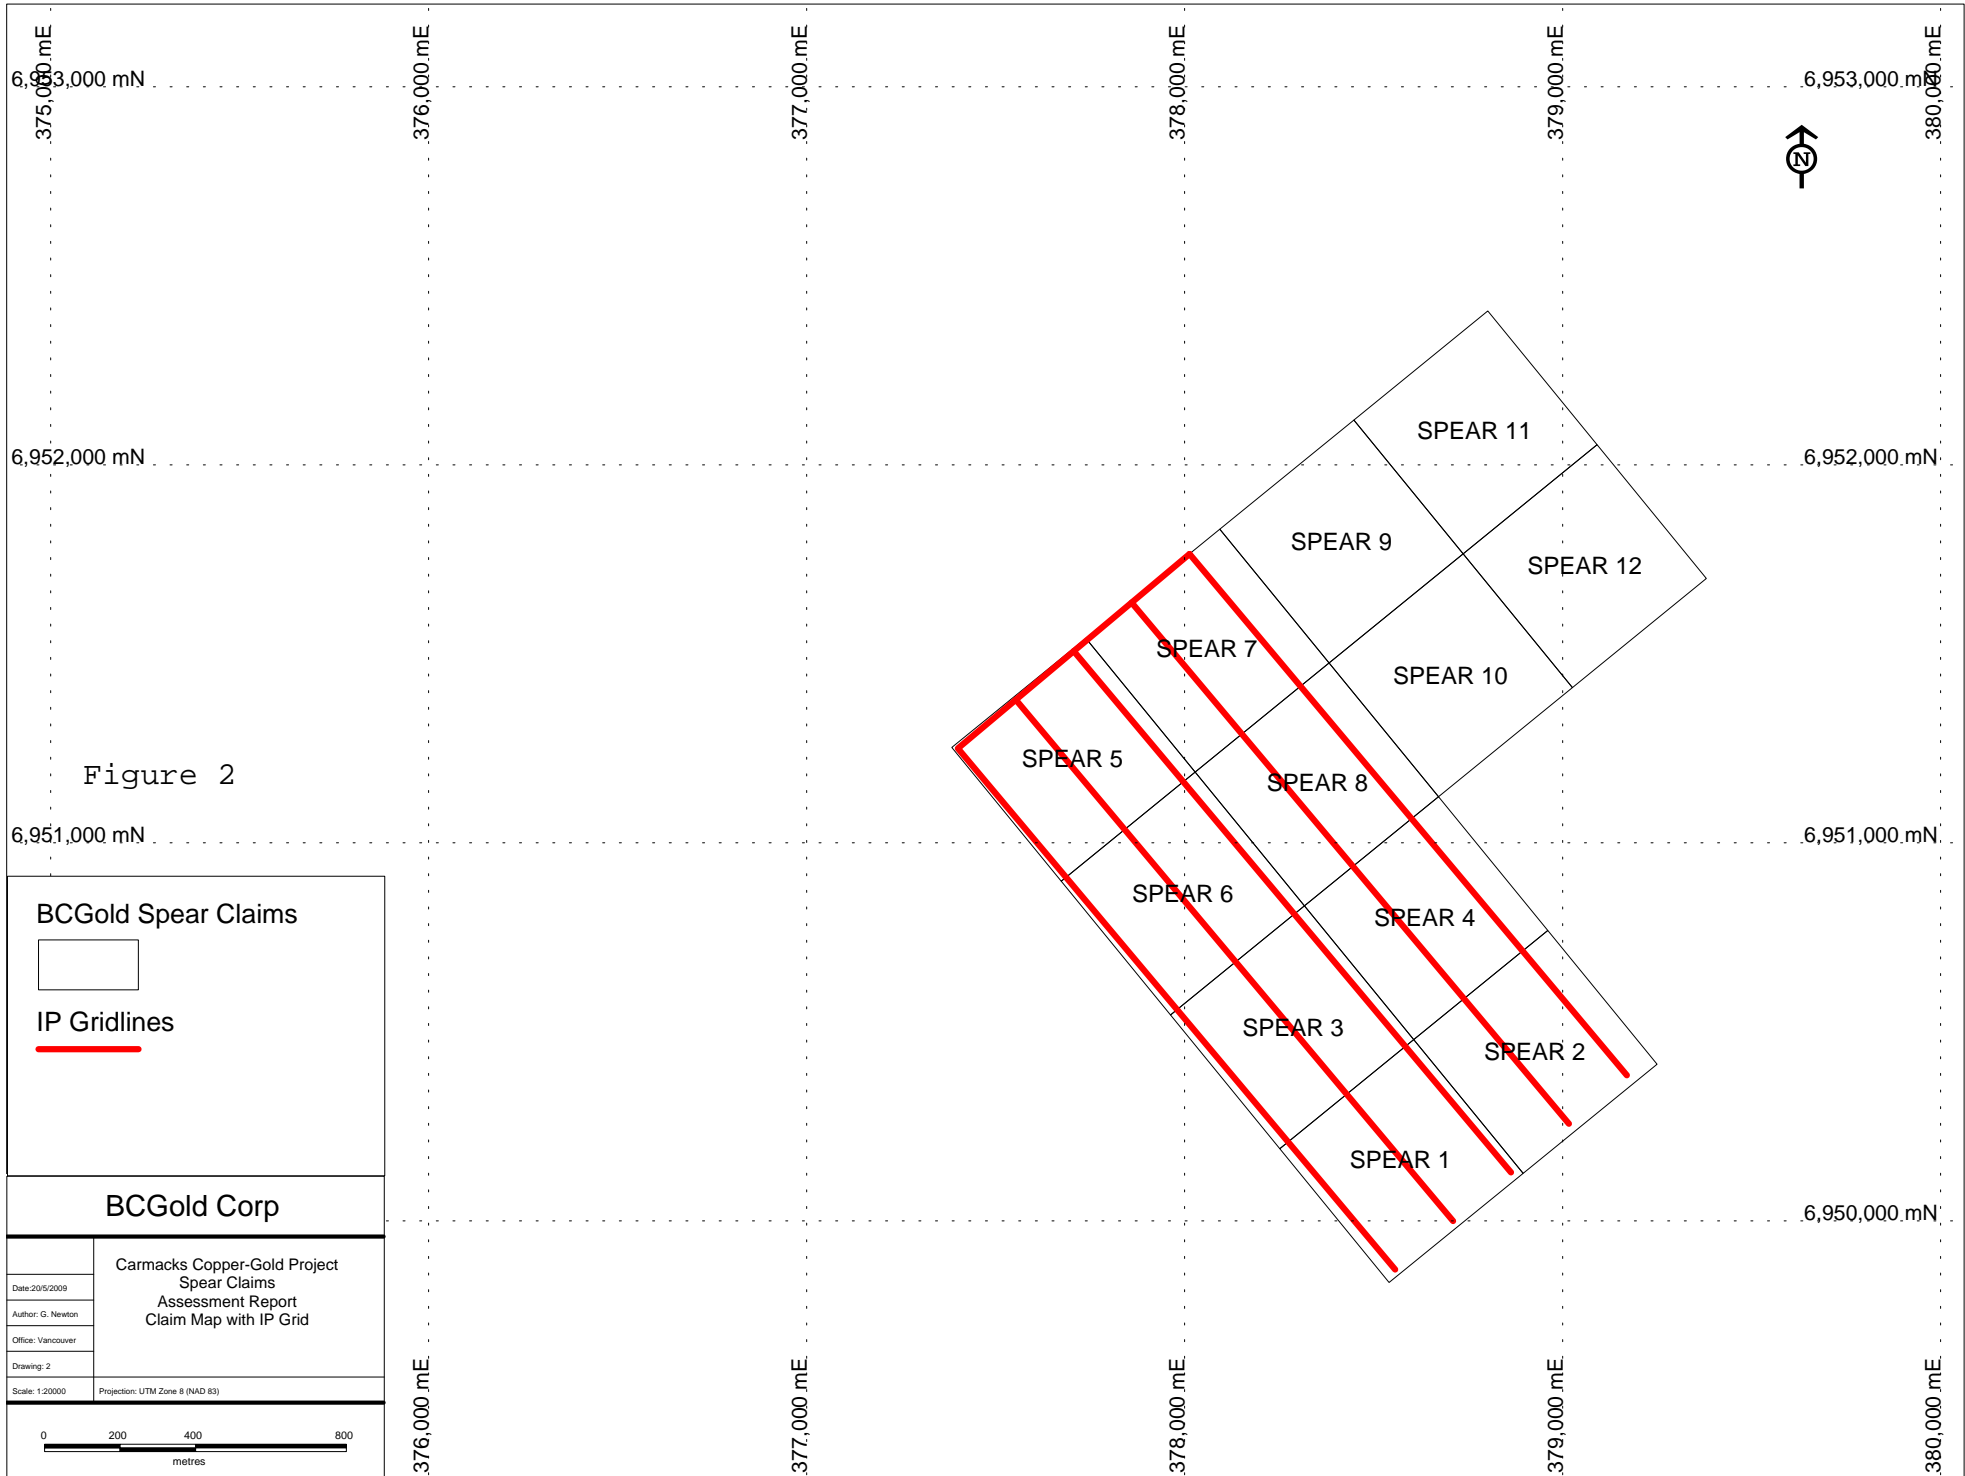 375,000 mE
376,000 mE
377,000 mE
378,000 mE
379,000 mE
380,000 mE
6,953,000 mN
6,953,000 mN
N
6,952,000 mN
6,952,000 mN
SPEAR 11
SPEAR 9
SPEAR 12
SPEAR 7
SPEAR 10
SPEAR 5
SPEAR 8
Figure 2
6,951,000 mN
6,951,000 mN
SPEAR 6
SPEAR 4
SPEAR 3
SPEAR 2
SPEAR 1
BCGold Spear Claims
IP Gridlines
BCGold Corp
6,950,000 mN
Carmacks Copper-Gold Project
Spear Claims
Assessment Report
Claim Map with IP Grid
Date:20/5/2009
Author: G. Newton
Office: Vancouver
Drawing: 2
Scale: 1:20000
Projection: UTM Zone 8 (NAD 83)
0 200 400 800
metres
376,000 mE
377,000 mE
378,000 mE
379,000 mE
380,000 mE